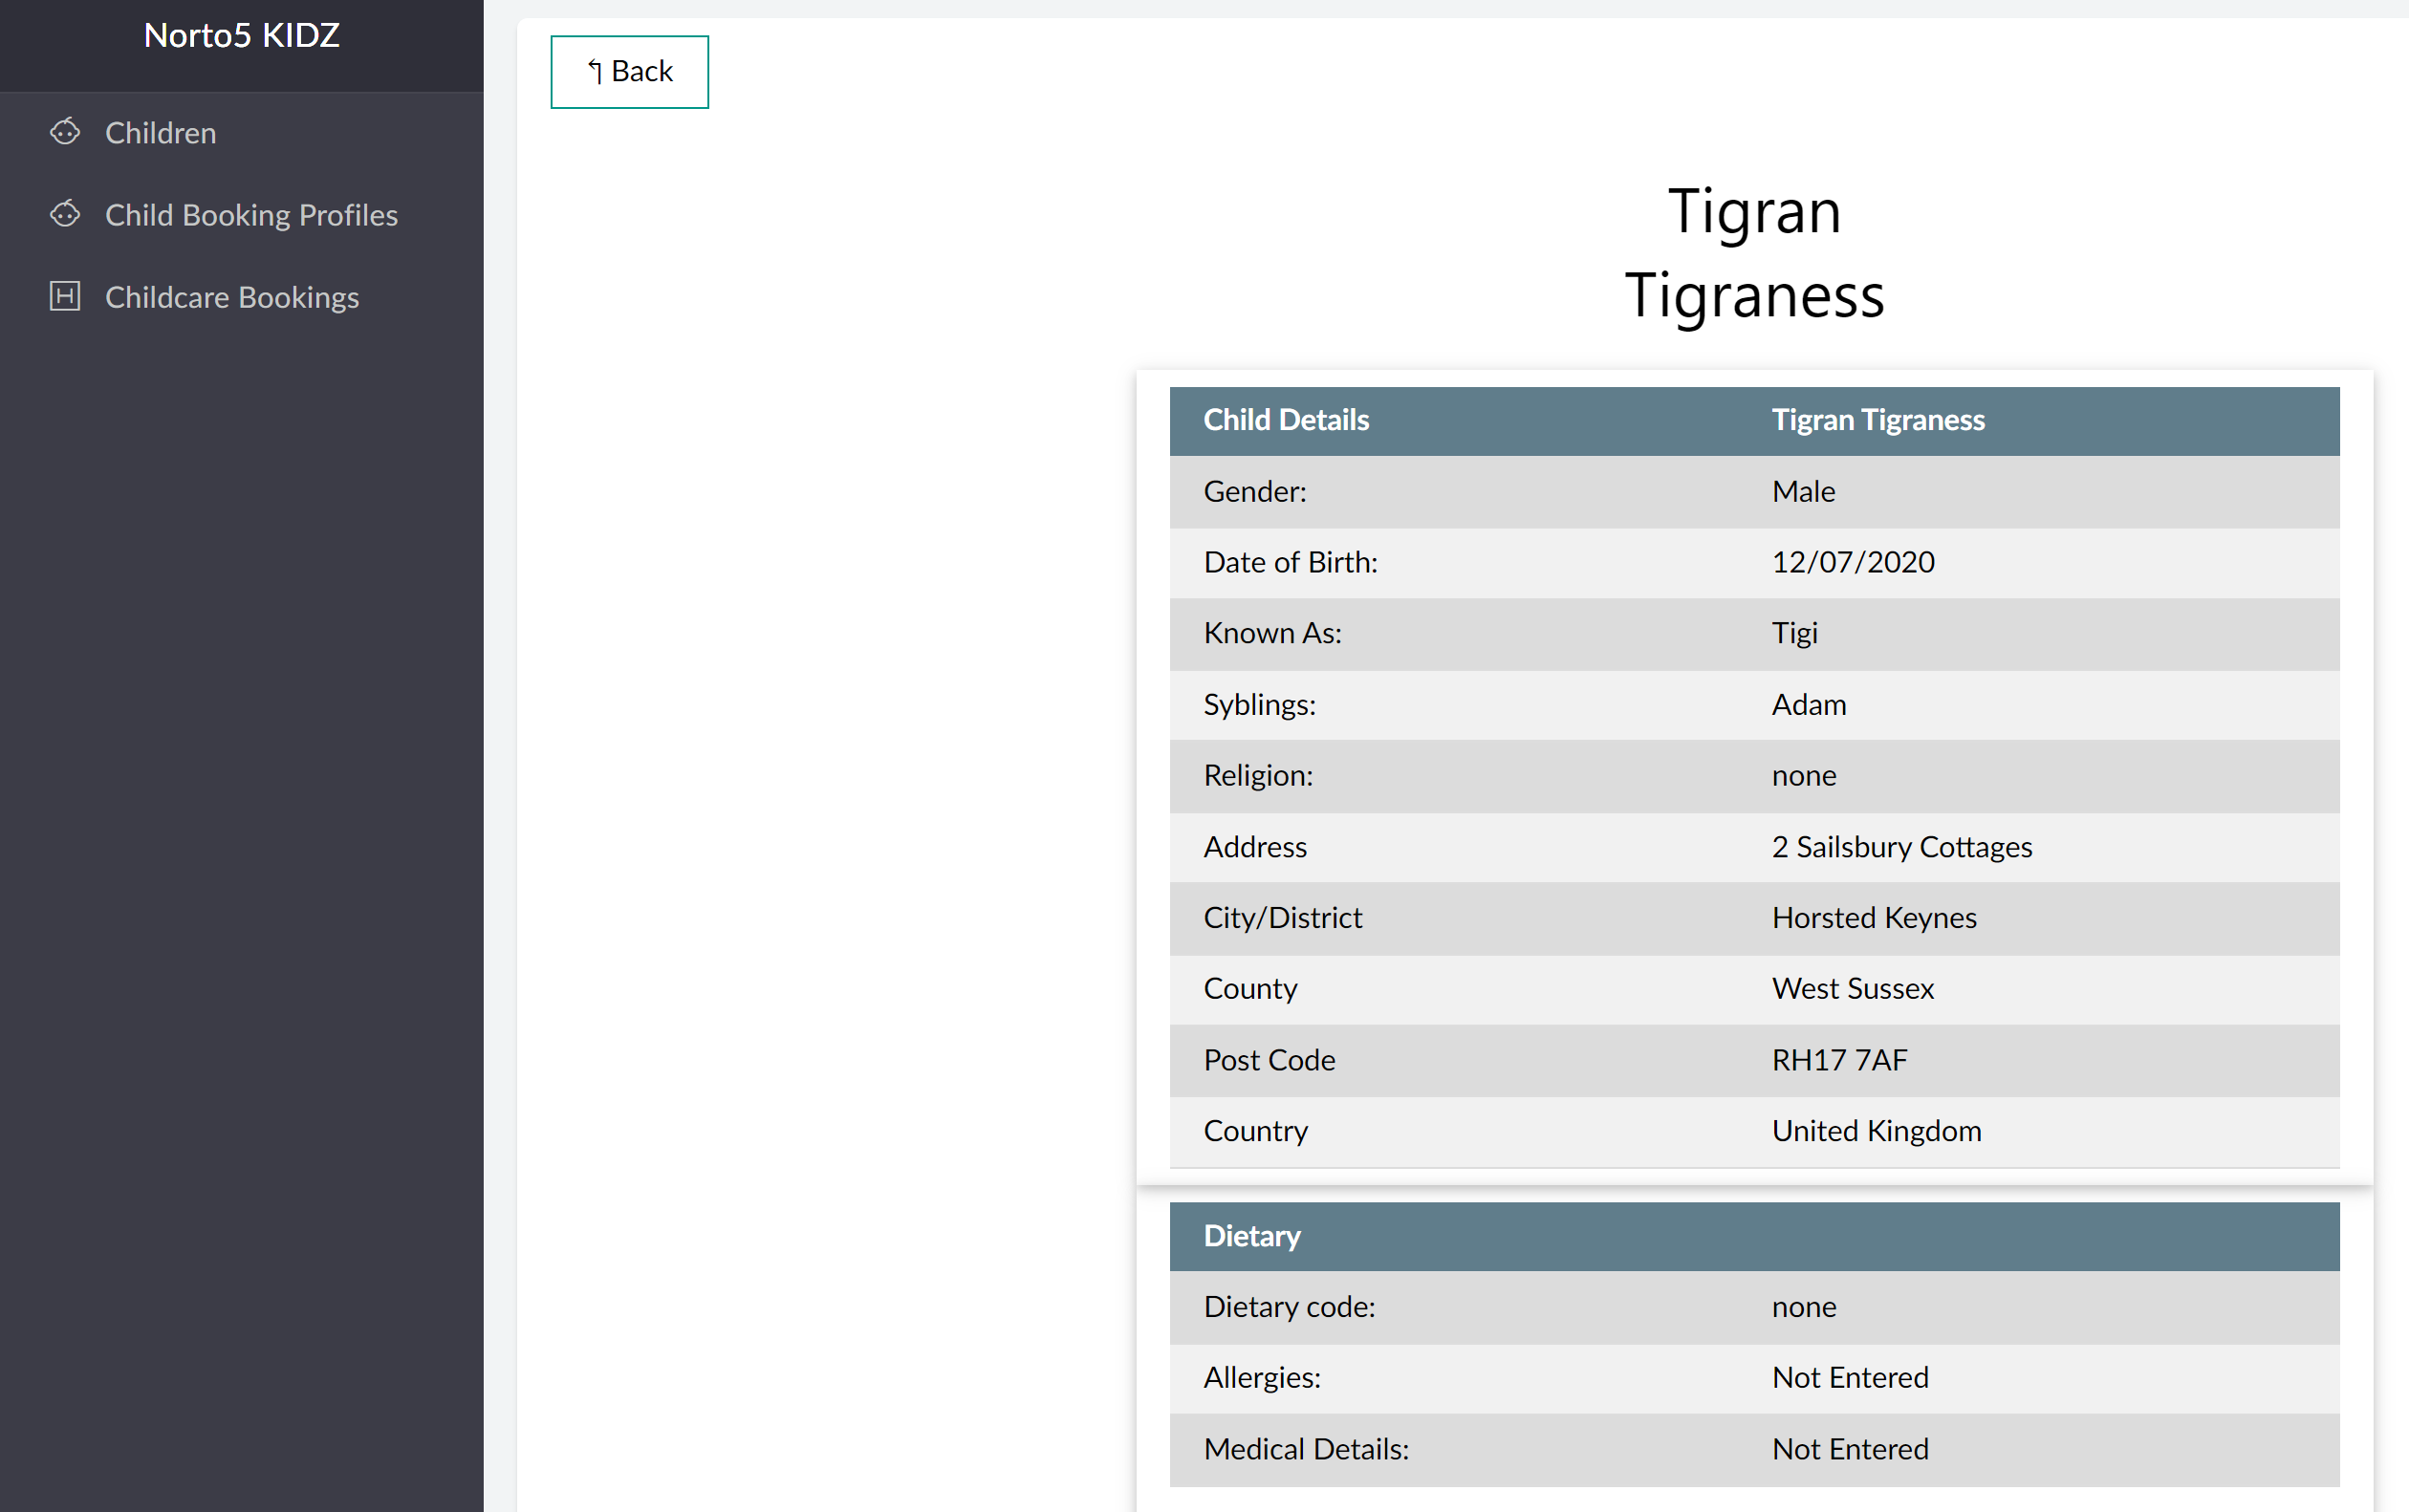 Norto5 KIDZ
Children
Child Booking Profiles
Childcare Bookings
↰ Back
Tigran
Tigraness
Child Details Tigran Tigraness
Gender: Male
Date of Birth: 12/07/2020
Known As: Tigi
Syblings: Adam
Religion: none
Address 2 Sailsbury Cottages
City/District Horsted Keynes
County West Sussex
Post Code RH17 7AF
Country United Kingdom
Dietary
Dietary code: none
Allergies: Not Entered
Medical Details: Not Entered